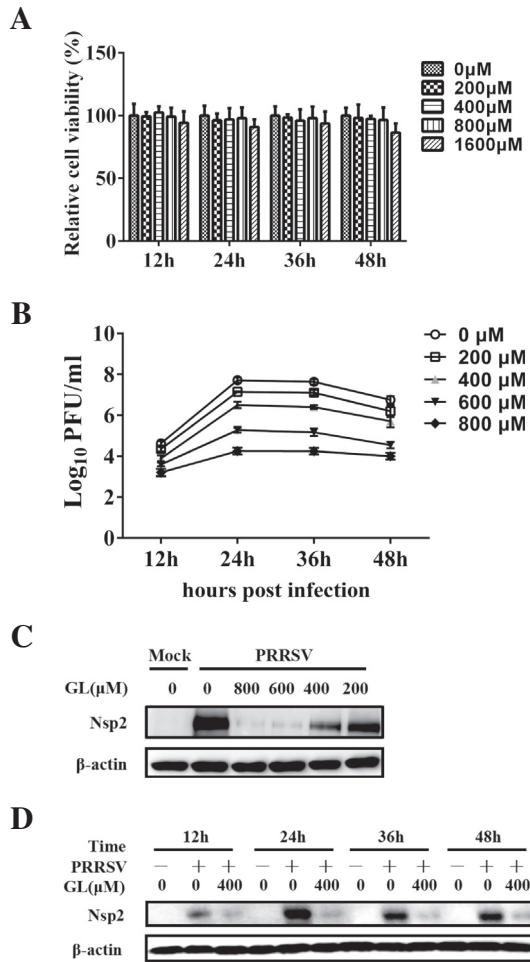 A
Relative cell viability (%)
150
100
50
0
12h 24h 36h 48h
0μM
200μM
400μM
800μM
1600μM
B
Log10 PFU/ml
10
8
6
4
2
0
12h 24h 36h 48h
hours post infection
0 μM
200 μM
400 μM
600 μM
800 μM
C
Mock PRRSV
GL(μM) 0 0 800 600 400 200
Nsp2
β-actin
D
Time 12h 24h 36h 48h
PRRSV — + + — + + — + + — + +
GL(μM) 0 0 400 0 0 400 0 0 400 0 0 400
Nsp2
β-actin